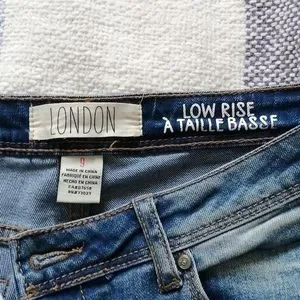 LONDON
LOW RISE
À TAILLE BASSE
9
MADE IN CHINA
FABRIQUÉ EN CHINE
HECHO EN CHINA